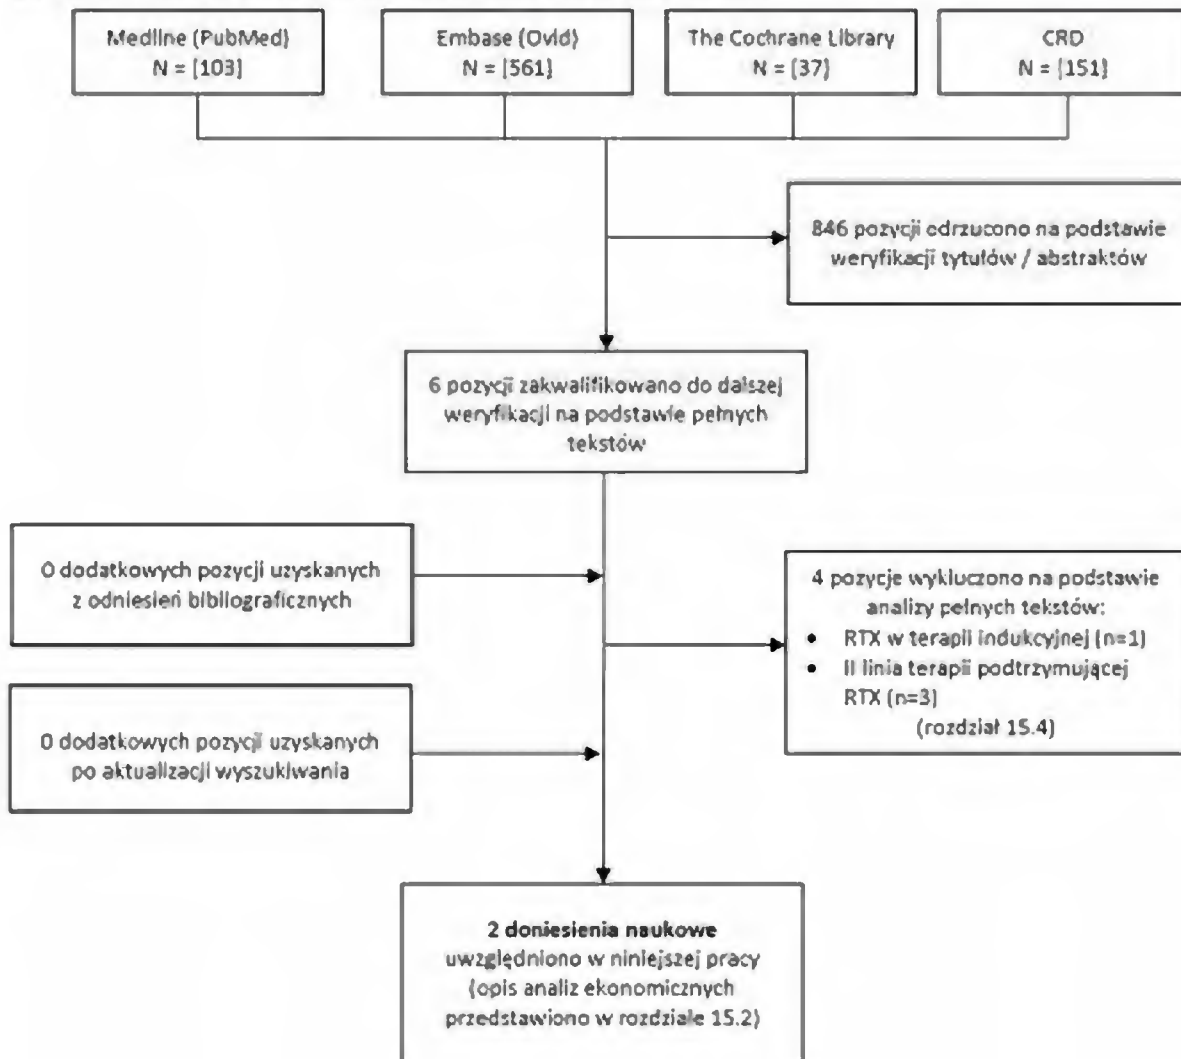 Medline (PubMed)
N = [103]
Embase (Ovid)
N = [561]
The Cochrane Library
N = [37]
CRD
N = [151]
846 pozycji odrzucono na podstawie
weryfikacji tytułów / abstraktów
6 pozycji zakwalifikowano do dalszej
weryfikacji na podstawie pełnych
tekstów
0 dodatkowych pozycji uzyskanych
z odniesień bibliograficznych
4 pozycje wykluczono na podstawie
analizy pełnych tekstów:
• RTX w terapii indukcyjnej (n=1)
• II linia terapii podtrzymującej
RTX (n=3)
(rozdział 15.4)
0 dodatkowych pozycji uzyskanych
po aktualizacji wyszukiwania
2 doniesienia naukowe
uwzględniono w niniejszej pracy
(opis analiz ekonomicznych
przedstawiono w rozdziale 15.2)